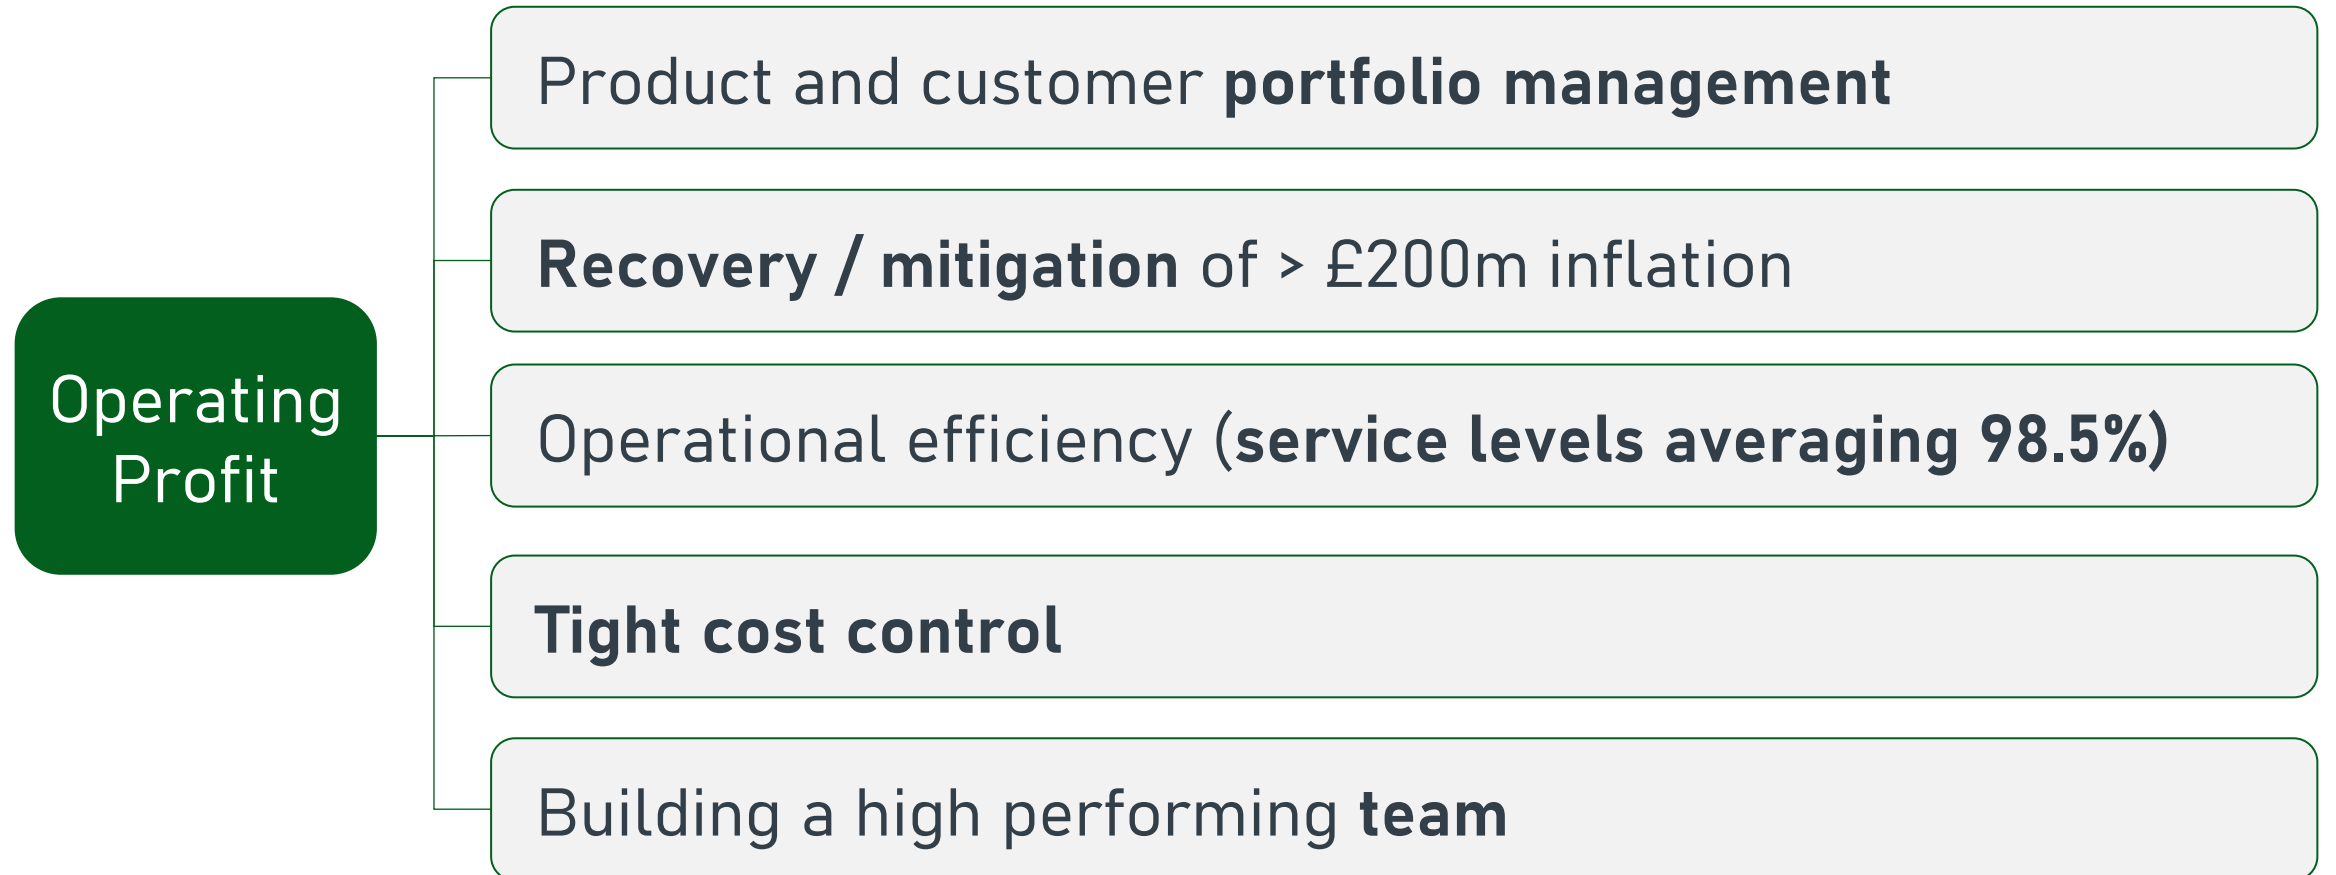 Product and customer portfolio management
Recovery / mitigation of > £200m inflation
Operating
Profit
Operational efficiency (service levels averaging 98.5%)
Tight cost control
Building a high performing team